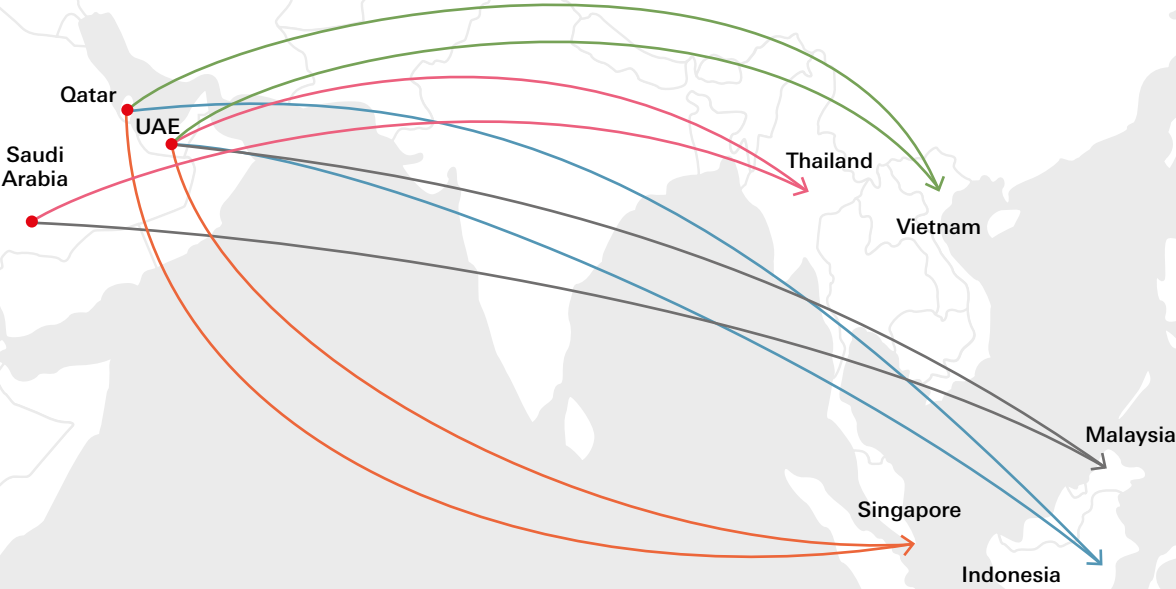 Qatar
UAE
Saudi
Arabia
Thailand
Vietnam
Malaysia
Singapore
Indonesia